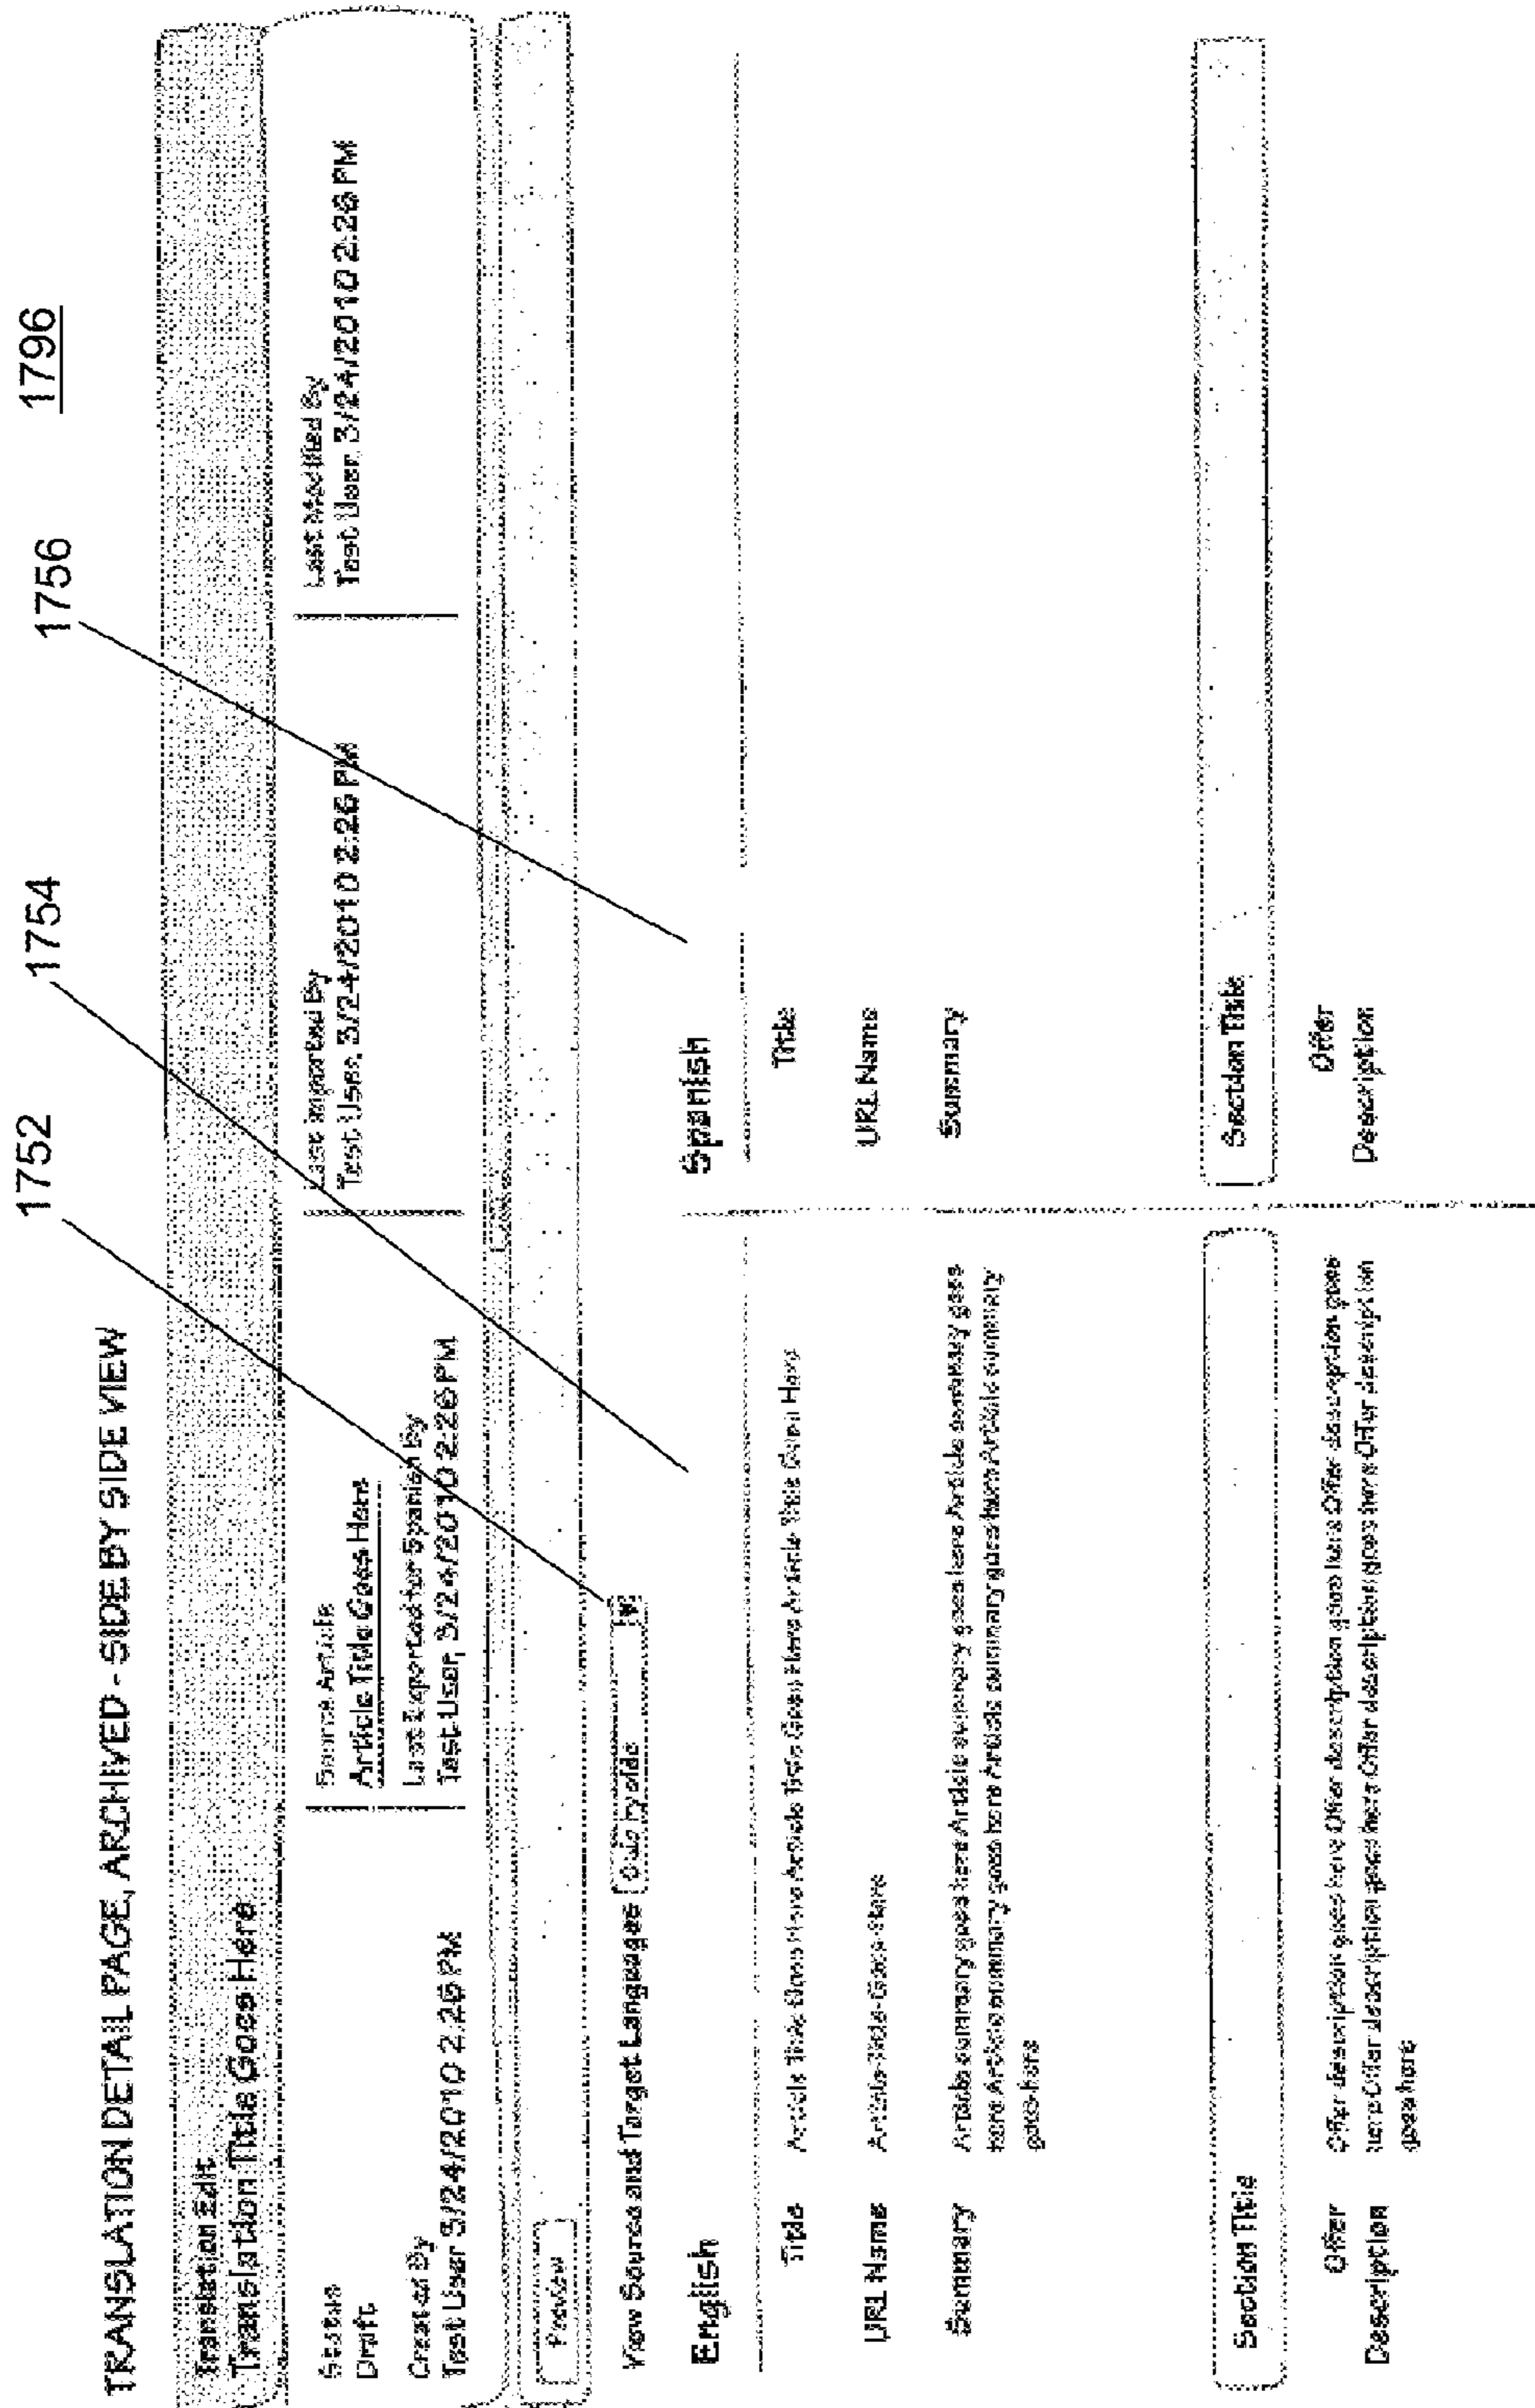 1796
1752
1754
1756
TRANSLATION DETAIL PAGE, ARCHIVED - SIDE BY SIDE VIEW
Translation Edit
Translation Title Goes Here
Status
Draft
Created By
Test User 3/24/2010 2:26 PM
Source Article
Article Title Goes Here
Last Exported for Spanish By
Test User, 3/24/2010 2:26 PM
Last Imported By
Test User, 3/24/2010 2:26 PM
Last Modified By
Test User, 3/24/2010 2:26 PM
Preview
View Source and Target Languages Side by side
English
Title Article Title Goes Here Article Title Goes Here Article Title Goes Here
URL Name Article-Title-Goes-Here
Summary Article summary goes here Article summary goes here Article summary goes
here Article summary goes here Article summary goes here Article summary
goes here
Section Title
Offer Offer description goes here Offer description goes here Offer description goes
Description here Offer description goes here Offer description goes here Offer description
goes here
Spanish
Title
URL Name
Summary
Section Title
Offer
Description